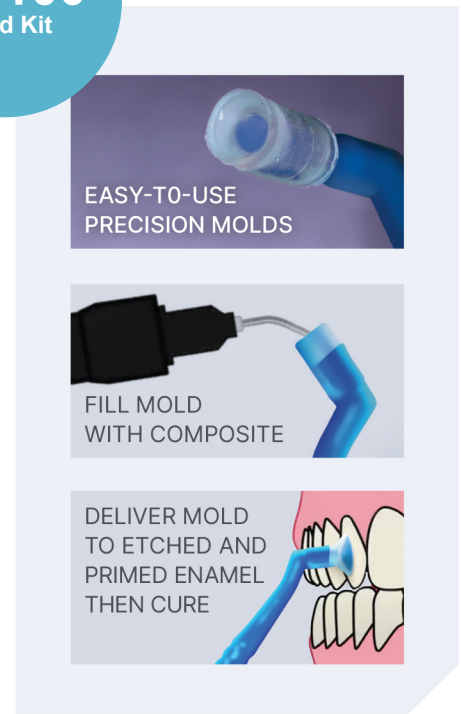 d Kit
EASY-T0-USE
PRECISION MOLDS
FILL MOLD
WITH COMPOSITE
DELIVER MOLD
TO ETCHED AND
PRIMED ENAMEL
THEN CURE